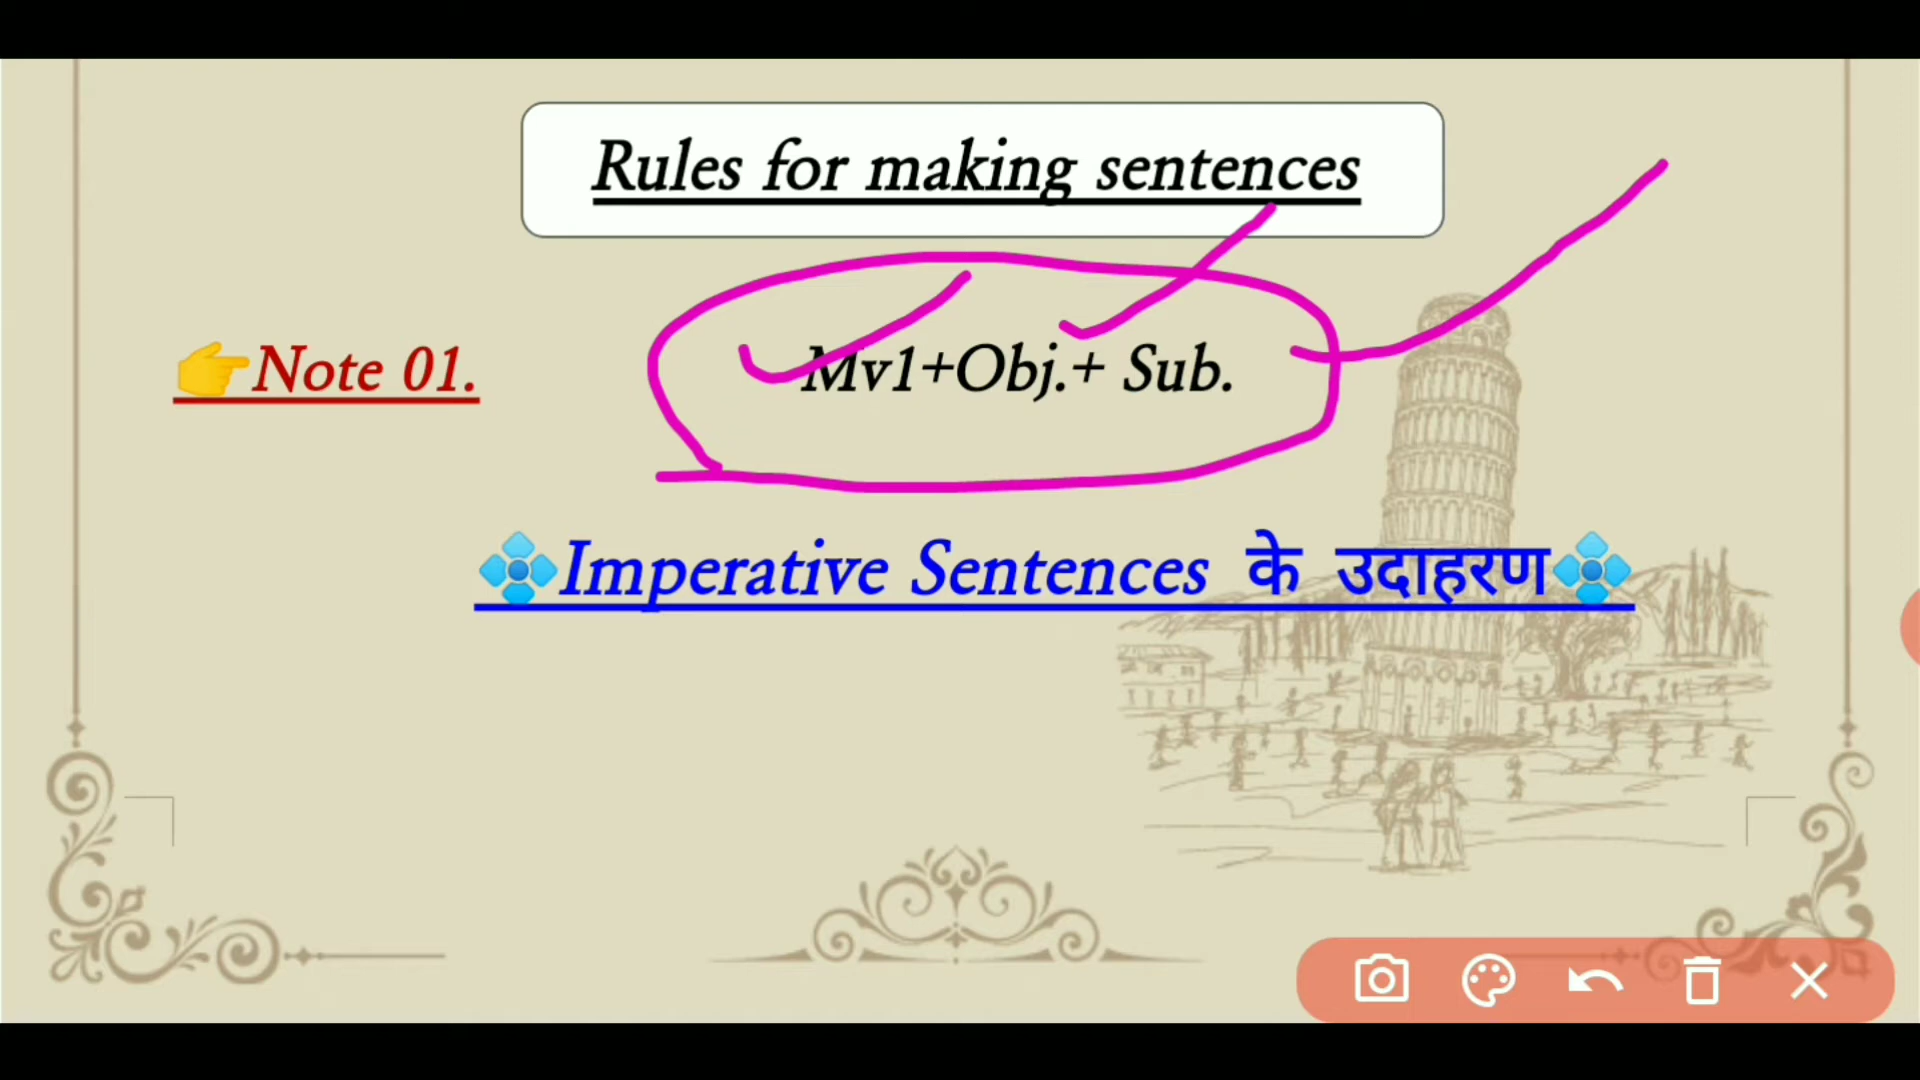 Rules for making sentences
👉Note 01. Mv1+Obj.+ Sub.
💠Imperative Sentences के उदाहरण💠